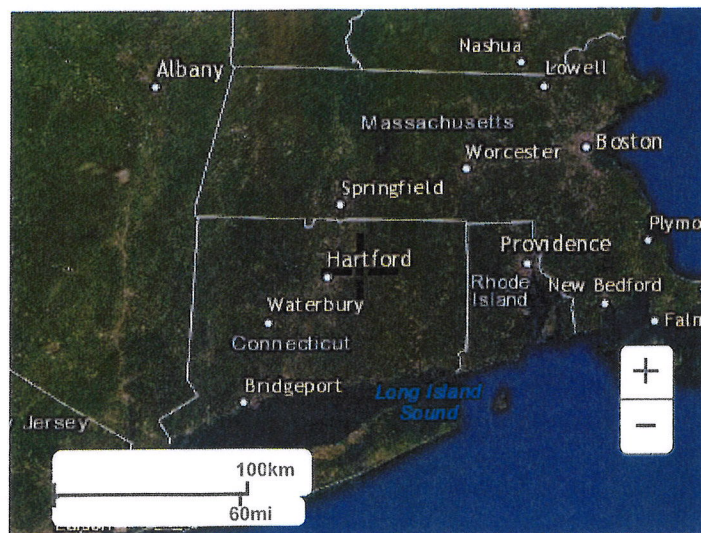 Nashua
Albany
Lowell
Massachusetts
Boston
Worcester
Springfield
Plymo
Providence
Hartford
Rhode
Island
New Bedford
Waterbury
Faln
Connecticut
Bridgeport
Long Island
Sound
y Jersey
+
−
100km
60mi